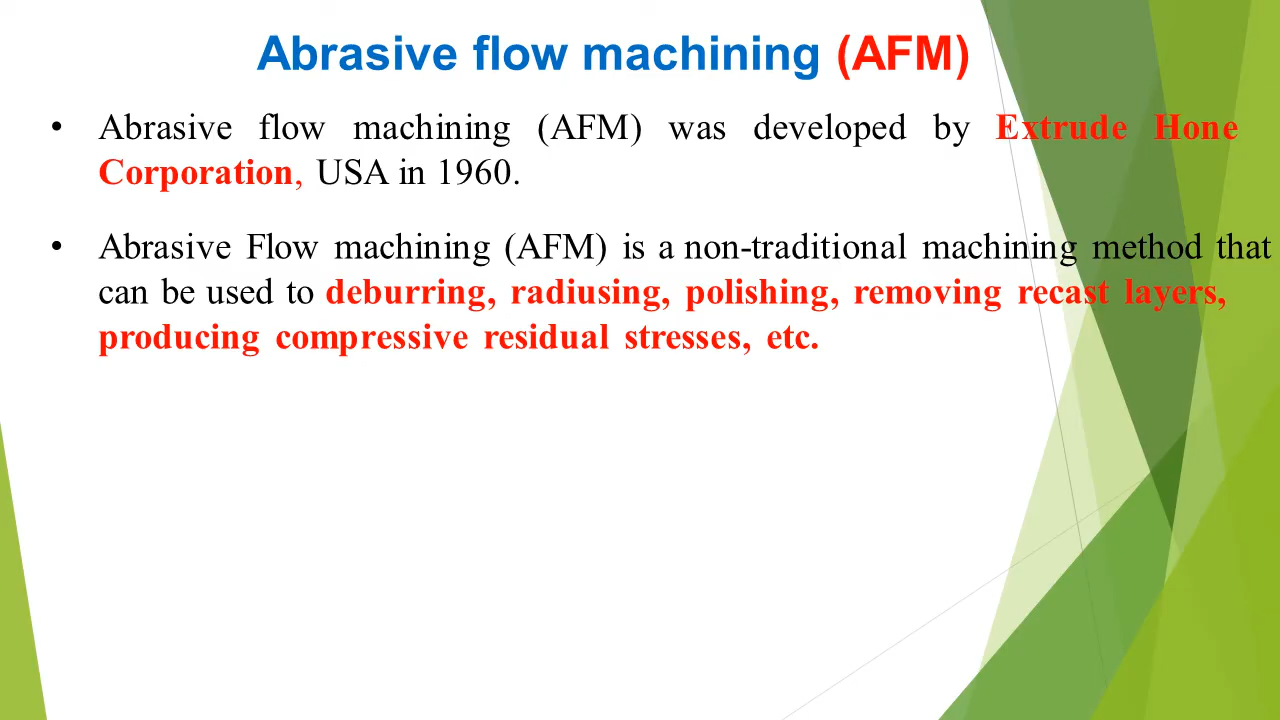 Abrasive flow machining (AFM)
• Abrasive flow machining (AFM) was developed by Extrude Hone
Corporation, USA in 1960.
• Abrasive Flow machining (AFM) is a non-traditional machining method that
can be used to deburring, radiusing, polishing, removing recast layers,
producing compressive residual stresses, etc.